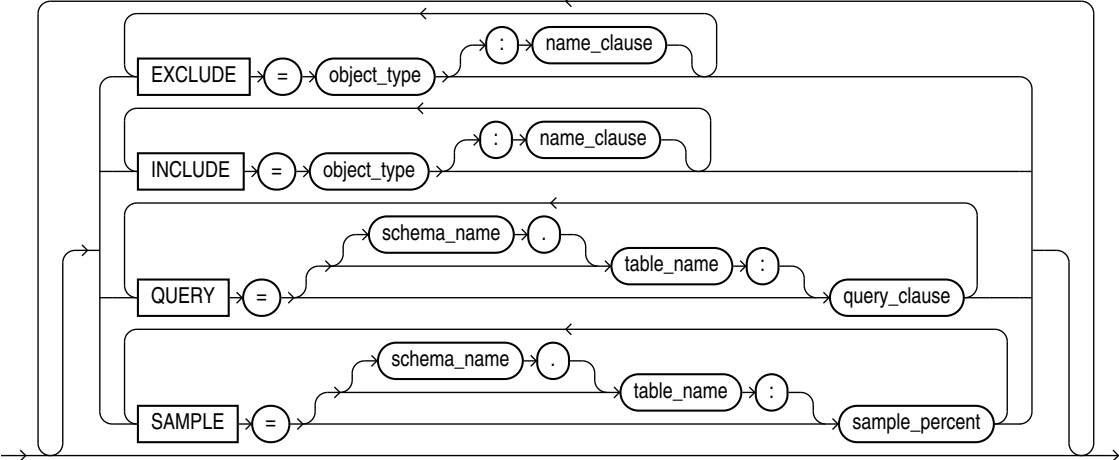 : name_clause
EXCLUDE = object_type
: name_clause
INCLUDE = object_type
schema_name .
table_name :
QUERY = query_clause
schema_name .
table_name :
SAMPLE = sample_percent